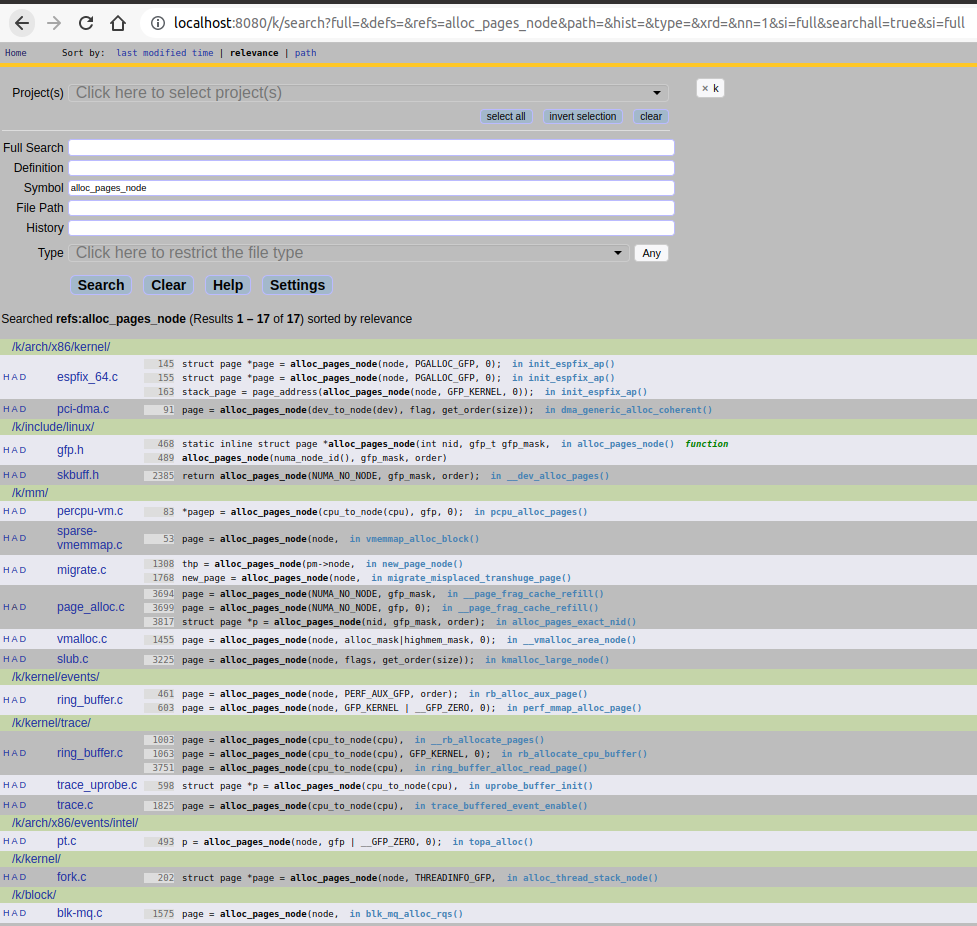 localhost:8080/k/search?full=&defs=&refs=alloc_pages_node&path=&hist=&type=&xrd=&nn=1&si=full&searchall=true&si=full
Home Sort by: last modified time | relevance | path
Project(s) Click here to select project(s) × k
select all invert selection clear
Full Search
Definition
Symbol alloc_pages_node
File Path
History
Type Click here to restrict the file type Any
Search Clear Help Settings
Searched refs:alloc_pages_node (Results 1 – 17 of 17) sorted by relevance
/k/arch/x86/kernel/
H A D espfix_64.c 145 struct page *page = alloc_pages_node(node, PGALLOC_GFP, 0); in init_espfix_ap()
155 struct page *page = alloc_pages_node(node, PGALLOC_GFP, 0); in init_espfix_ap()
163 stack_page = page_address(alloc_pages_node(node, GFP_KERNEL, 0)); in init_espfix_ap()
H A D pci-dma.c 91 page = alloc_pages_node(dev_to_node(dev), flag, get_order(size)); in dma_generic_alloc_coherent()
/k/include/linux/
H A D gfp.h 468 static inline struct page *alloc_pages_node(int nid, gfp_t gfp_mask, in alloc_pages_node() function
489 alloc_pages_node(numa_node_id(), gfp_mask, order)
H A D skbuff.h 2385 return alloc_pages_node(NUMA_NO_NODE, gfp_mask, order); in __dev_alloc_pages()
/k/mm/
H A D percpu-vm.c 83 *pagep = alloc_pages_node(cpu_to_node(cpu), gfp, 0); in pcpu_alloc_pages()
H A D sparse-vmemmap.c 53 page = alloc_pages_node(node, in vmemmap_alloc_block()
H A D migrate.c 1308 thp = alloc_pages_node(pm->node, in new_page_node()
1768 new_page = alloc_pages_node(node, in migrate_misplaced_transhuge_page()
H A D page_alloc.c 3694 page = alloc_pages_node(NUMA_NO_NODE, gfp_mask, in __page_frag_cache_refill()
3699 page = alloc_pages_node(NUMA_NO_NODE, gfp, 0); in __page_frag_cache_refill()
3817 struct page *p = alloc_pages_node(nid, gfp_mask, order); in alloc_pages_exact_nid()
H A D vmalloc.c 1455 page = alloc_pages_node(node, alloc_mask|highmem_mask, 0); in __vmalloc_area_node()
H A D slub.c 3225 page = alloc_pages_node(node, flags, get_order(size)); in kmalloc_large_node()
/k/kernel/events/
H A D ring_buffer.c 461 page = alloc_pages_node(node, PERF_AUX_GFP, order); in rb_alloc_aux_page()
603 page = alloc_pages_node(node, GFP_KERNEL | __GFP_ZERO, 0); in perf_mmap_alloc_page()
/k/kernel/trace/
H A D ring_buffer.c 1003 page = alloc_pages_node(cpu_to_node(cpu), in __rb_allocate_pages()
1063 page = alloc_pages_node(cpu_to_node(cpu), GFP_KERNEL, 0); in rb_allocate_cpu_buffer()
3751 page = alloc_pages_node(cpu_to_node(cpu), in ring_buffer_alloc_read_page()
H A D trace_uprobe.c 598 struct page *p = alloc_pages_node(cpu_to_node(cpu), in uprobe_buffer_init()
H A D trace.c 1825 page = alloc_pages_node(cpu_to_node(cpu), in trace_buffered_event_enable()
/k/arch/x86/events/intel/
H A D pt.c 493 p = alloc_pages_node(node, gfp | __GFP_ZERO, 0); in topa_alloc()
/k/kernel/
H A D fork.c 202 struct page *page = alloc_pages_node(node, THREADINFO_GFP, in alloc_thread_stack_node()
/k/block/
H A D blk-mq.c 1575 page = alloc_pages_node(node, in blk_mq_alloc_rqs()